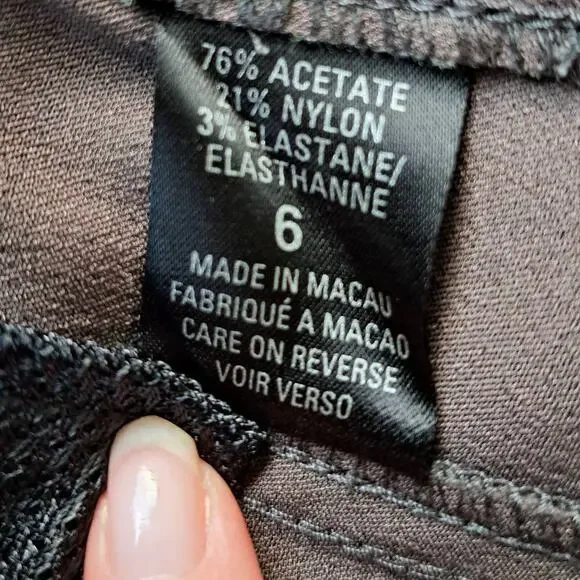 76% ACETATE
21% NYLON
3% ELASTANE/
ELASTHANNE
6
MADE IN MACAU
FABRIQUÉ A MACAO
CARE ON REVERSE
VOIR VERSO